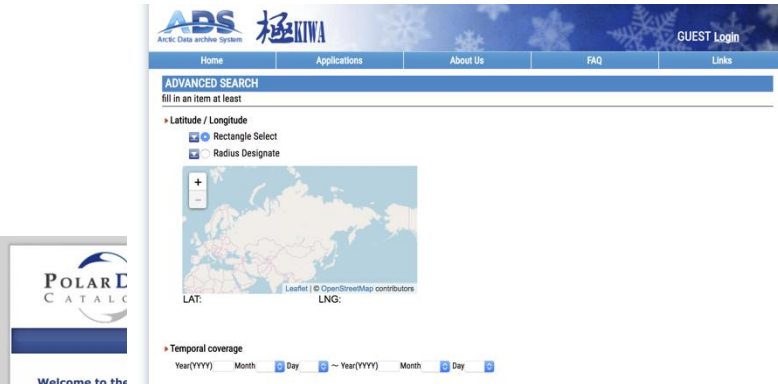 ADS
Arctic Data archive System
極KIWA
GUEST Login
Home Applications About Us FAQ Links
ADVANCED SEARCH
fill in an item at least
Latitude / Longitude
Rectangle Select
Radius Designate
+
−
Leaflet | © OpenStreetMap contributors
LAT: LNG:
Temporal coverage
Year(YYYY) Month Day ~ Year(YYYY) Month Day
POLAR D
CATALO
Welcome to the